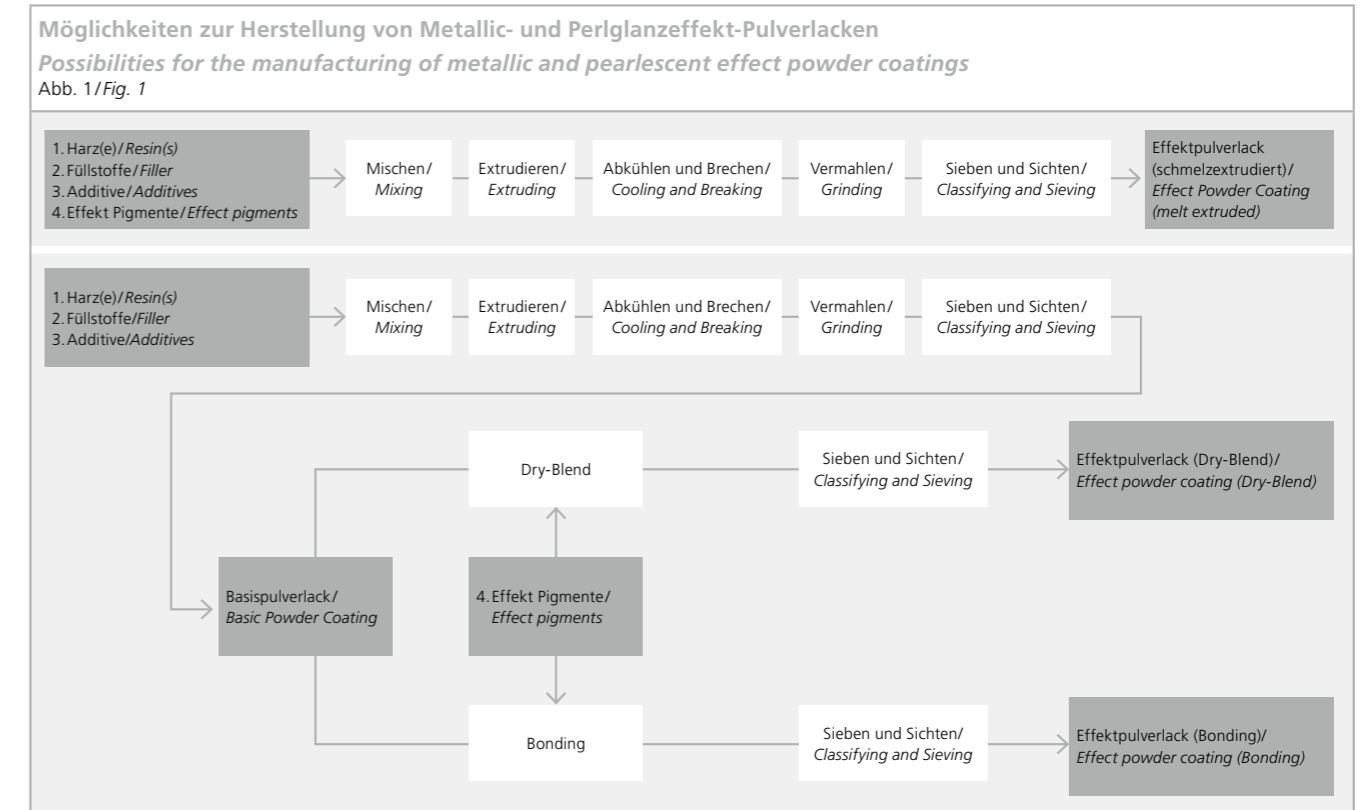 Möglichkeiten zur Herstellung von Metallic- und Perlglanzeffekt-Pulverlacken
Possibilities for the manufacturing of metallic and pearlescent effect powder coatings
Abb. 1/Fig. 1
1. Harz(e)/Resin(s)
2. Füllstoffe/Filler
3. Additive/Additives
4. Effekt Pigmente/Effect pigments
Mischen/
Mixing
Extrudieren/
Extruding
Abkühlen und Brechen/
Cooling and Breaking
Vermahlen/
Grinding
Sieben und Sichten/
Classifying and Sieving
Effektpulverlack
(schmelzextrudiert)/
Effect Powder Coating
(melt extruded)
1. Harz(e)/Resin(s)
2. Füllstoffe/Filler
3. Additive/Additives
Mischen/
Mixing
Extrudieren/
Extruding
Abkühlen und Brechen/
Cooling and Breaking
Vermahlen/
Grinding
Sieben und Sichten/
Classifying and Sieving
Dry-Blend
Sieben und Sichten/
Classifying and Sieving
Effektpulverlack (Dry-Blend)/
Effect powder coating (Dry-Blend)
Basispulverlack/
Basic Powder Coating
4. Effekt Pigmente/
Effect pigments
Bonding
Sieben und Sichten/
Classifying and Sieving
Effektpulverlack (Bonding)/
Effect powder coating (Bonding)